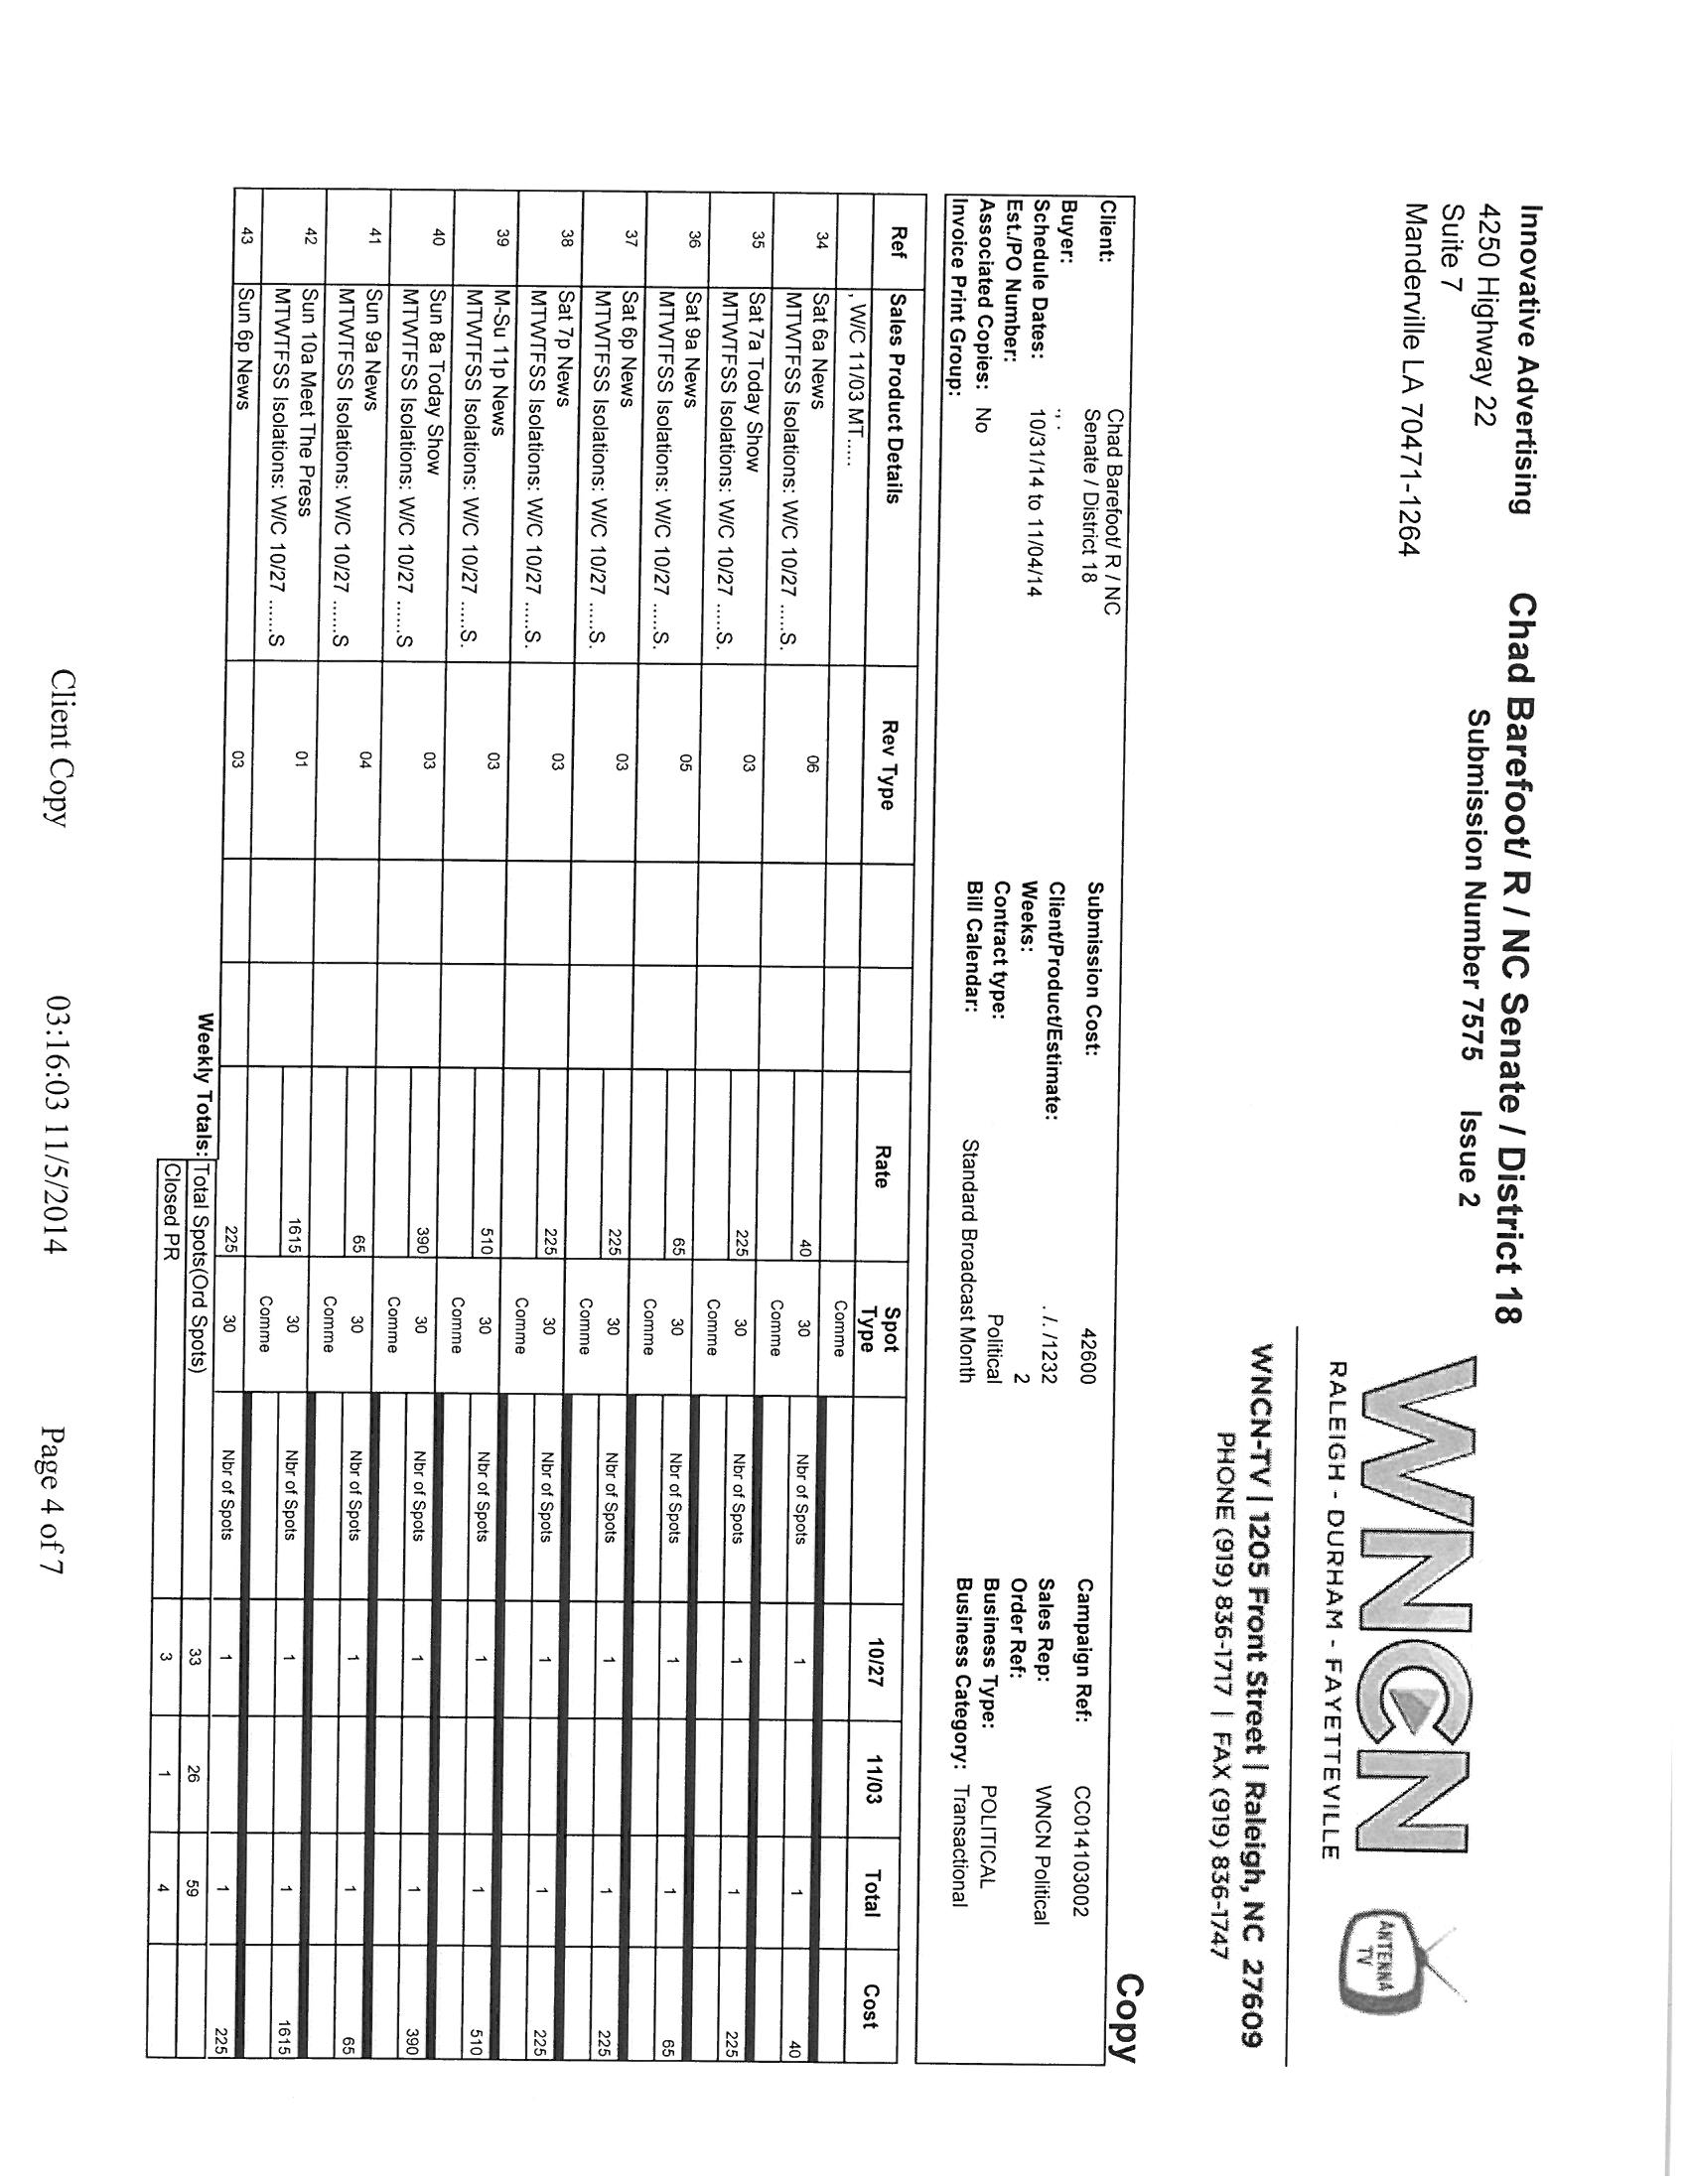 Innovative Advertising
4250 Highway 22
Suite 7
Manderville LA 70471-1264
Chad Barefoot/ R / NC Senate / District 18
Submission Number 7575 Issue 2
WNCN
RALEIGH - DURHAM - FAYETTEVILLE
ANTENNA
TV
WNCN-TV | 1205 Front Street | Raleigh, NC 27609
PHONE (919) 836-1717 | FAX (919) 836-1747
Copy
Client: Chad Barefoot/ R / NC
Senate / District 18
Buyer: , ,
Schedule Dates: 10/31/14 to 11/04/14
Est./PO Number:
Associated Copies: No
Invoice Print Group:
Submission Cost: 42600
Client/Product/Estimate: . /. /1232
Weeks: 2
Contract type: Political
Bill Calendar: Standard Broadcast Month
Campaign Ref: CC014103002
Sales Rep: WNCN Political
Order Ref:
Business Type: POLITICAL
Business Category: Transactional
Ref Sales Product Details Rev Type Rate Spot Type 10/27 11/03 Total Cost
, W/C 11/03 MT..... Comme
34 Sat 6a News 06 40 30 Nbr of Spots 1 1 40
MTWTFSS Isolations: W/C 10/27 .....S. Comme
35 Sat 7a Today Show 03 225 30 Nbr of Spots 1 1 225
MTWTFSS Isolations: W/C 10/27 .....S. Comme
36 Sat 9a News 05 65 30 Nbr of Spots 1 1 65
MTWTFSS Isolations: W/C 10/27 .....S. Comme
37 Sat 6p News 03 225 30 Nbr of Spots 1 1 225
MTWTFSS Isolations: W/C 10/27 .....S. Comme
38 Sat 7p News 03 225 30 Nbr of Spots 1 1 225
MTWTFSS Isolations: W/C 10/27 .....S. Comme
39 M-Su 11p News 03 510 30 Nbr of Spots 1 1 510
MTWTFSS Isolations: W/C 10/27 .....S. Comme
40 Sun 8a Today Show 03 390 30 Nbr of Spots 1 1 390
MTWTFSS Isolations: W/C 10/27 ......S Comme
41 Sun 9a News 04 65 30 Nbr of Spots 1 1 65
MTWTFSS Isolations: W/C 10/27 ......S Comme
42 Sun 10a Meet The Press 01 1615 30 Nbr of Spots 1 1 1615
MTWTFSS Isolations: W/C 10/27 ......S Comme
43 Sun 6p News 03 225 30 Nbr of Spots 1 1 225
Weekly Totals: Total Spots(Ord Spots) 33 26 59
Closed PR 3 1 4
Client Copy 03:16:03 11/5/2014 Page 4 of 7